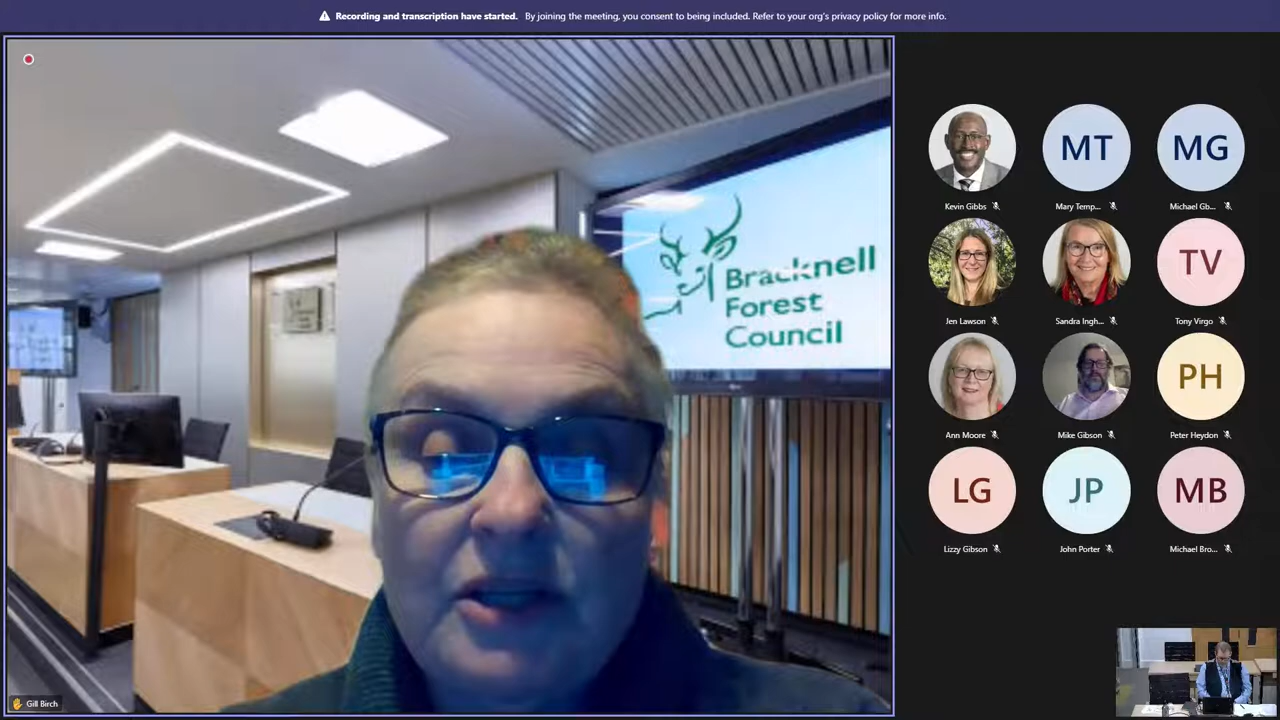 Recording and transcription have started. By joining the meeting, you consent to being included. Refer to your org's privacy policy for more info.
Bracknell
Forest
Council
MT
MG
Kevin Gibbs
Mary Temp...
Michael Gb...
TV
Jen Lawson
Sandra Ingh...
Tony Virgo
PH
Ann Moore
Mike Gibson
Peter Heydon
LG
JP
MB
Lizzy Gibson
John Porter
Michael Bro...
Gill Birch